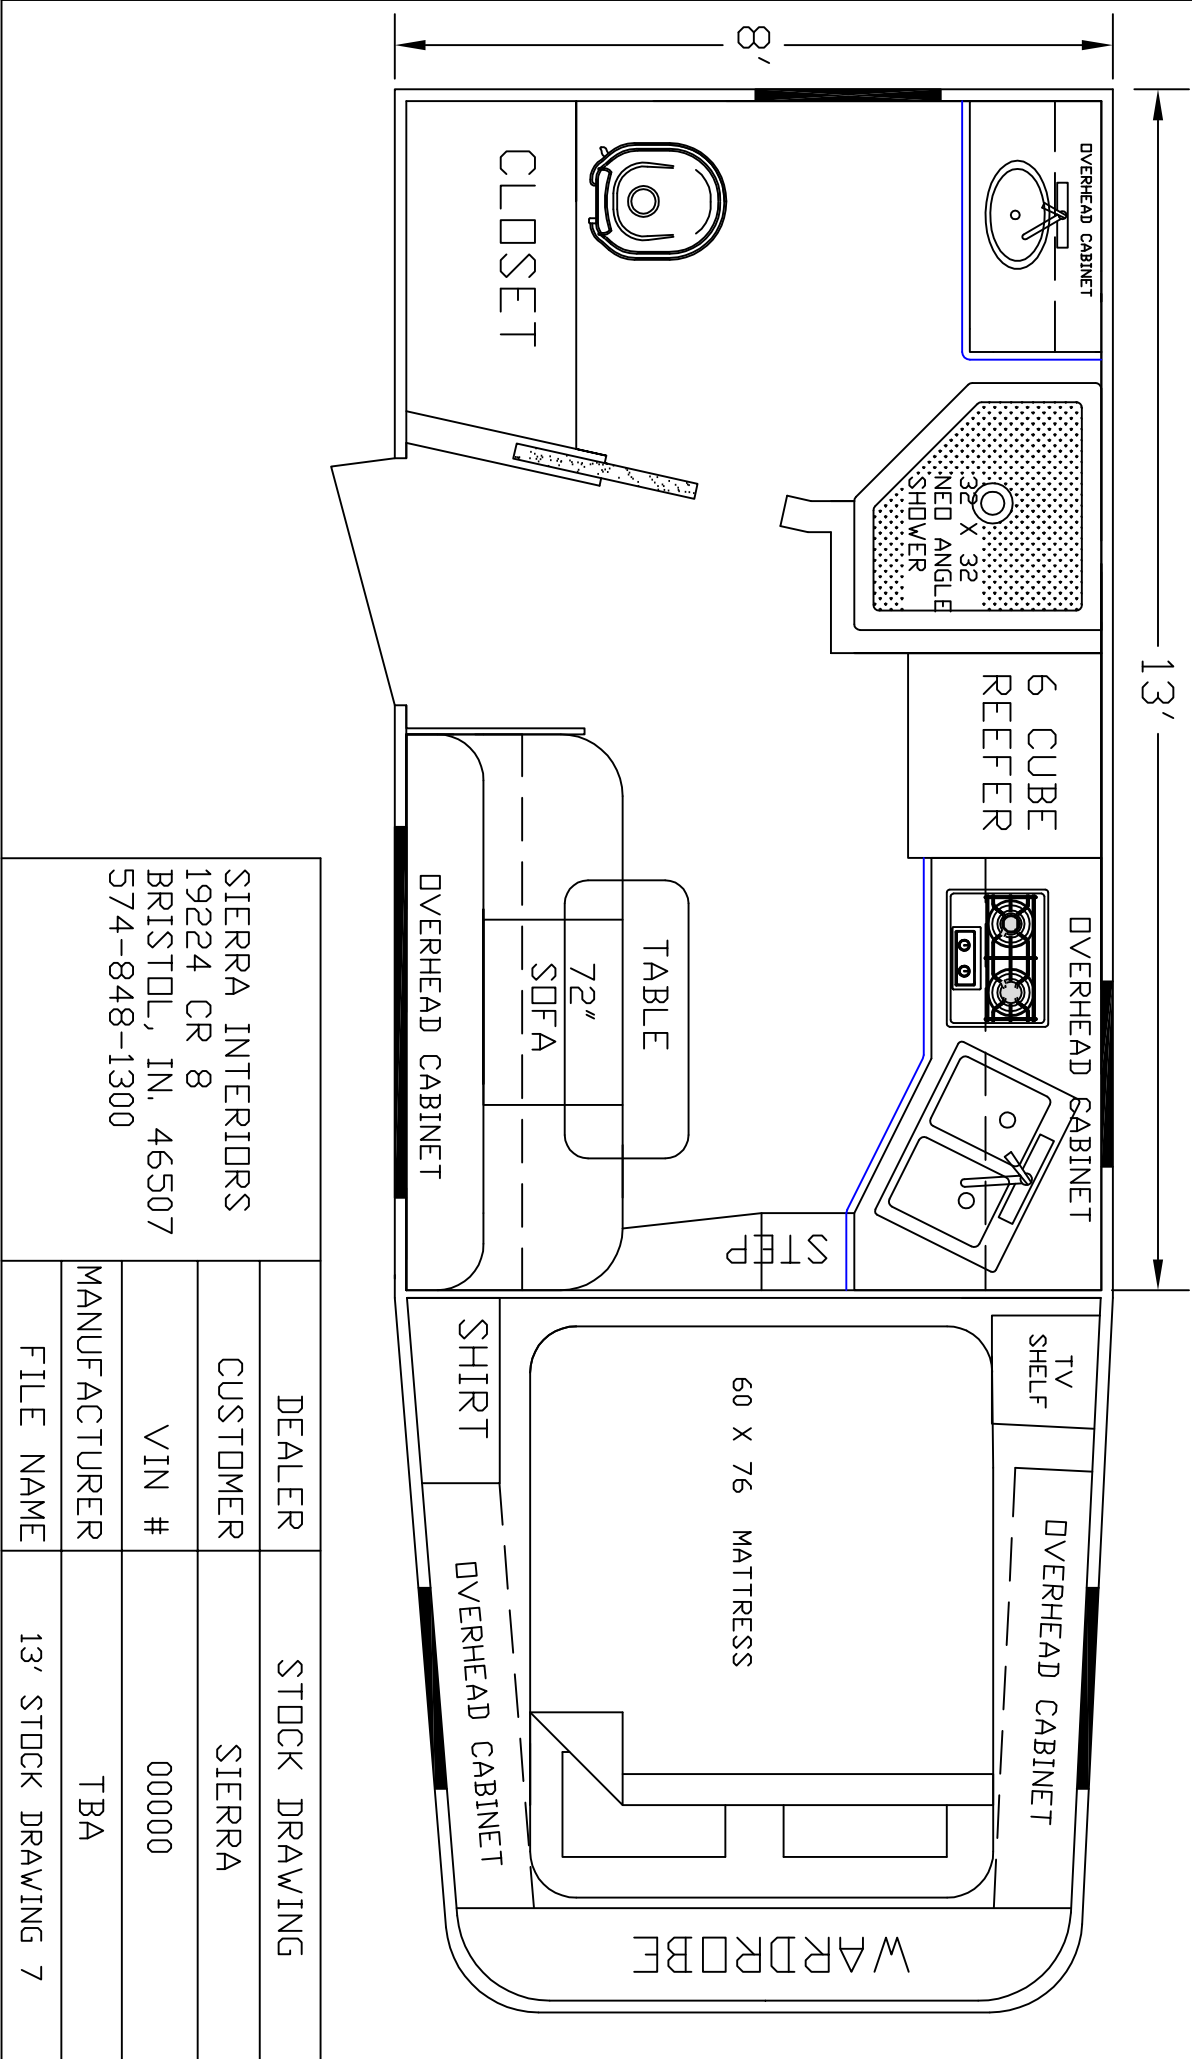 8'
13'
OVERHEAD CABINET
CLOSET
32 X 32
NEO ANGLE
SHOWER
6 CUBE
REEFER
OVERHEAD CABINET
TABLE
72"
SOFA
OVERHEAD CABINET
STEP
TV
SHELF
SHIRT
60 X 76 MATTRESS
OVERHEAD CABINET
OVERHEAD CABINET
WARDROBE
SIERRA INTERIORS
19224 CR 8
BRISTOL, IN. 46507
574-848-1300
DEALER
STOCK DRAWING
CUSTOMER
SIERRA
VIN #
00000
MANUFACTURER
TBA
FILE NAME
13' STOCK DRAWING 7